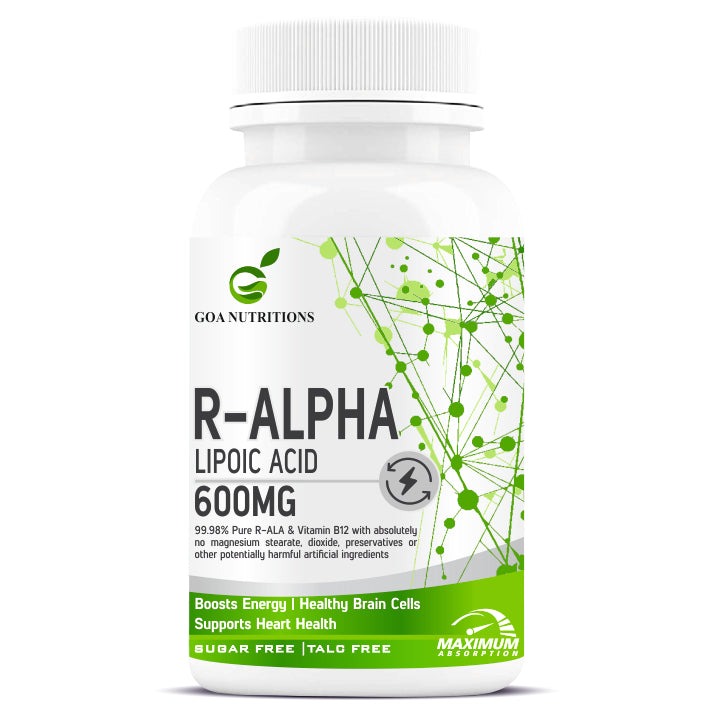 GOA NUTRITIONS
R-ALPHA
LIPOIC ACID
600MG
99.98% Pure R-ALA & Vitamin B12 with absolutely
no magnesium stearate, dioxide, preservatives or
other potentially harmful artificial ingredients
Boosts Energy | Healthy Brain Cells
Supports Heart Health
SUGAR FREE | TALC FREE
MAXIMUM
ABSORPTION